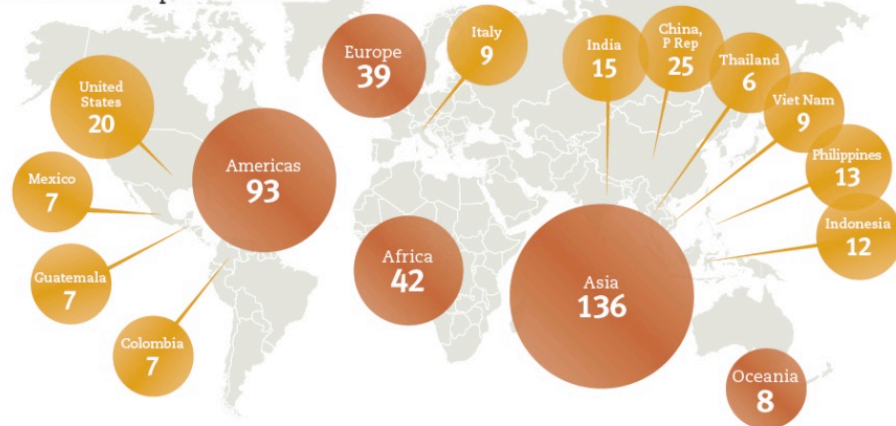 United
States
20
Mexico
7
Guatemala
7
Colombia
7
Americas
93
Europe
39
Italy
9
Africa
42
India
15
China,
P Rep
25
Thailand
6
Viet Nam
9
Philippines
13
Indonesia
12
Asia
136
Oceania
8